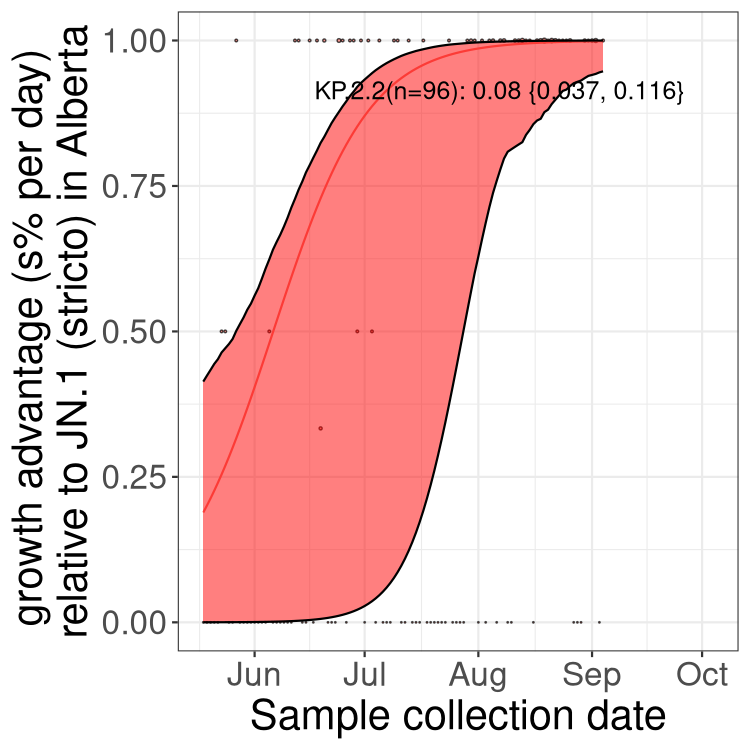 growth advantage (s% per day)
relative to JN.1 (stricto) in Alberta
1.00
0.75
0.50
0.25
0.00
KP.2.2(n=96): 0.08 {0.037, 0.116}
Jun Jul Aug Sep Oct
Sample collection date